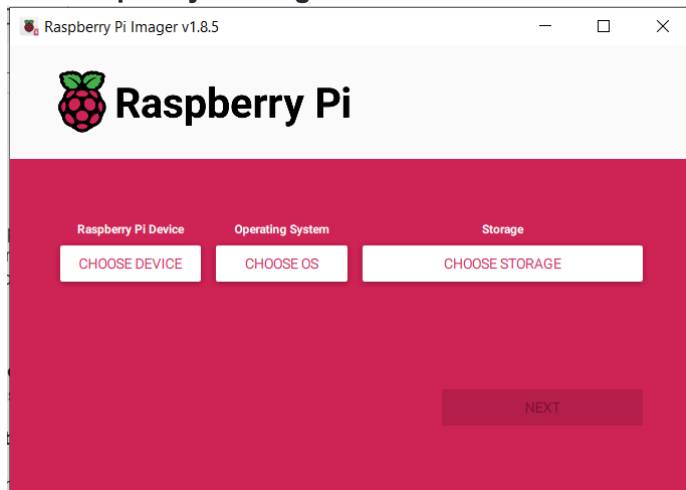 Raspberry Pi Imager v1.8.5
Raspberry Pi
Raspberry Pi Device Operating System Storage
CHOOSE DEVICE CHOOSE OS CHOOSE STORAGE
NEXT